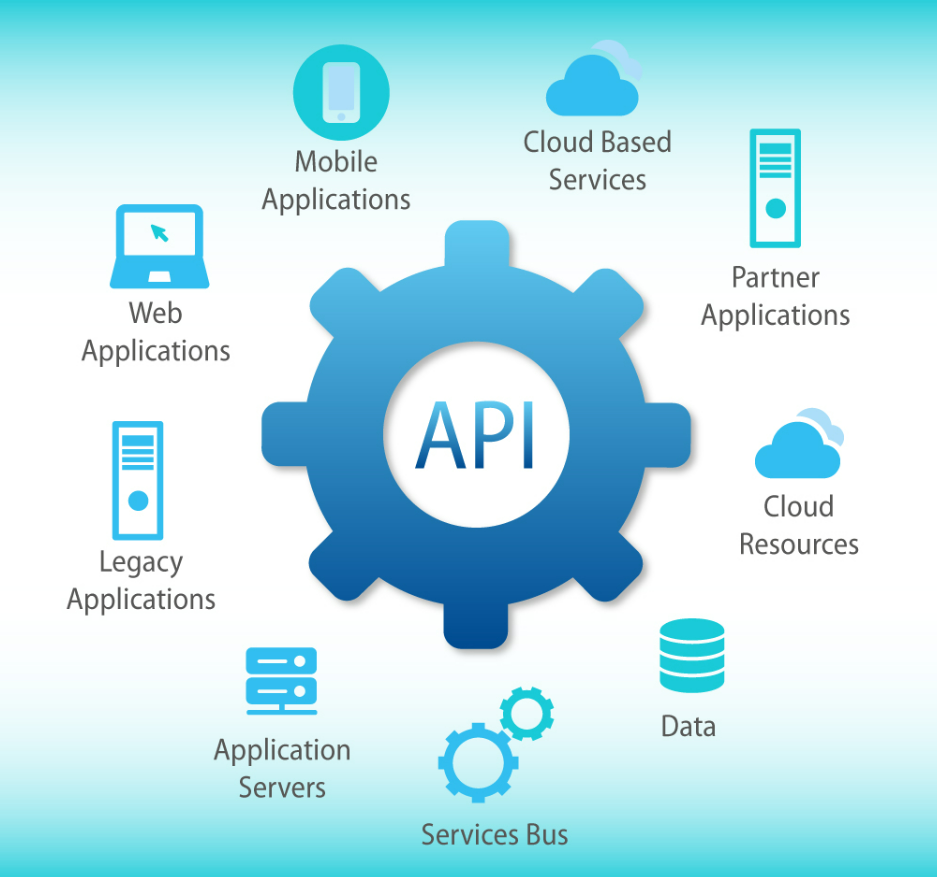 Mobile
Applications
Cloud Based
Services
Partner
Applications
Web
Applications
API
Cloud
Resources
Legacy
Applications
Data
Application
Servers
Services Bus